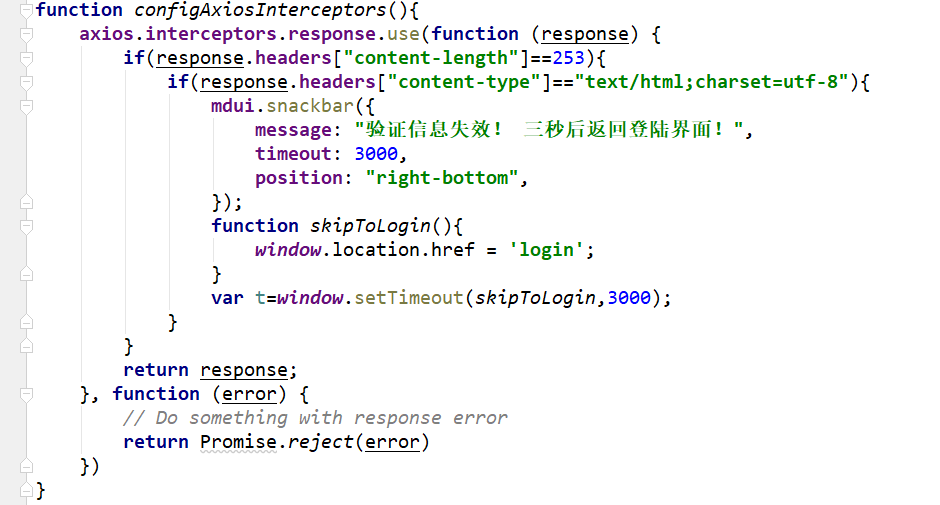 function configAxiosInterceptors(){
    axios.interceptors.response.use(function (response) {
        if(response.headers["content-length"]==253){
            if(response.headers["content-type"]=="text/html;charset=utf-8"){
                mdui.snackbar({
                    message: "验证信息失效! 三秒后返回登陆界面!",
                    timeout: 3000,
                    position: "right-bottom",
                });
                function skipToLogin(){
                    window.location.href = 'login';
                }
                var t=window.setTimeout(skipToLogin,3000);
            }
        }
        return response;
    }, function (error) {
        // Do something with response error
        return Promise.reject(error)
    })
}